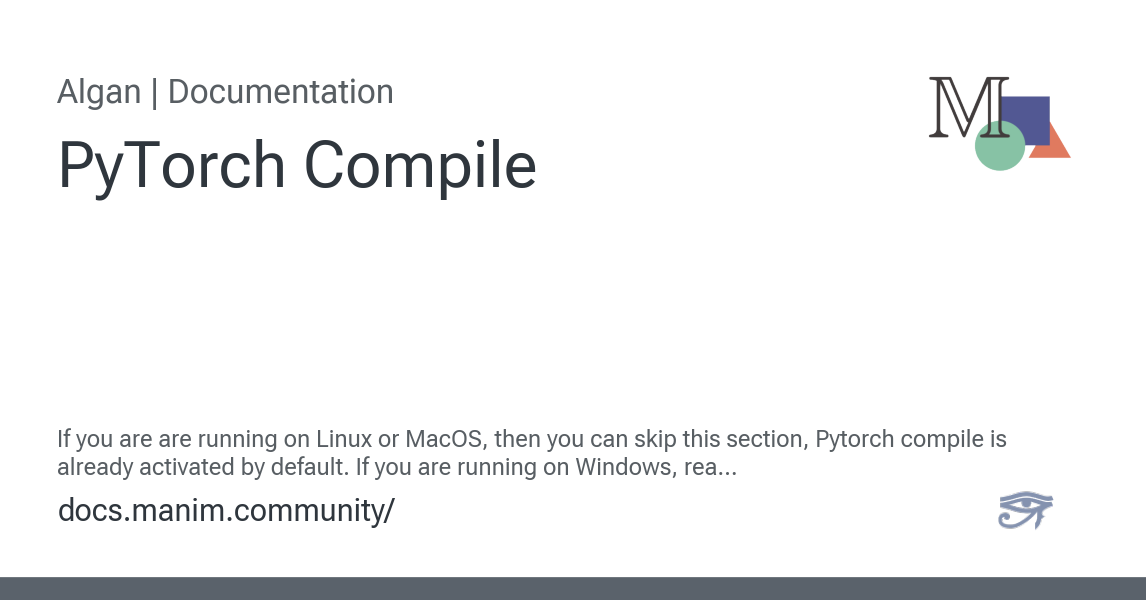 Algan | Documentation
PyTorch Compile
M
If you are are running on Linux or MacOS, then you can skip this section, Pytorch compile is
already activated by default. If you are running on Windows, rea...
docs.manim.community/